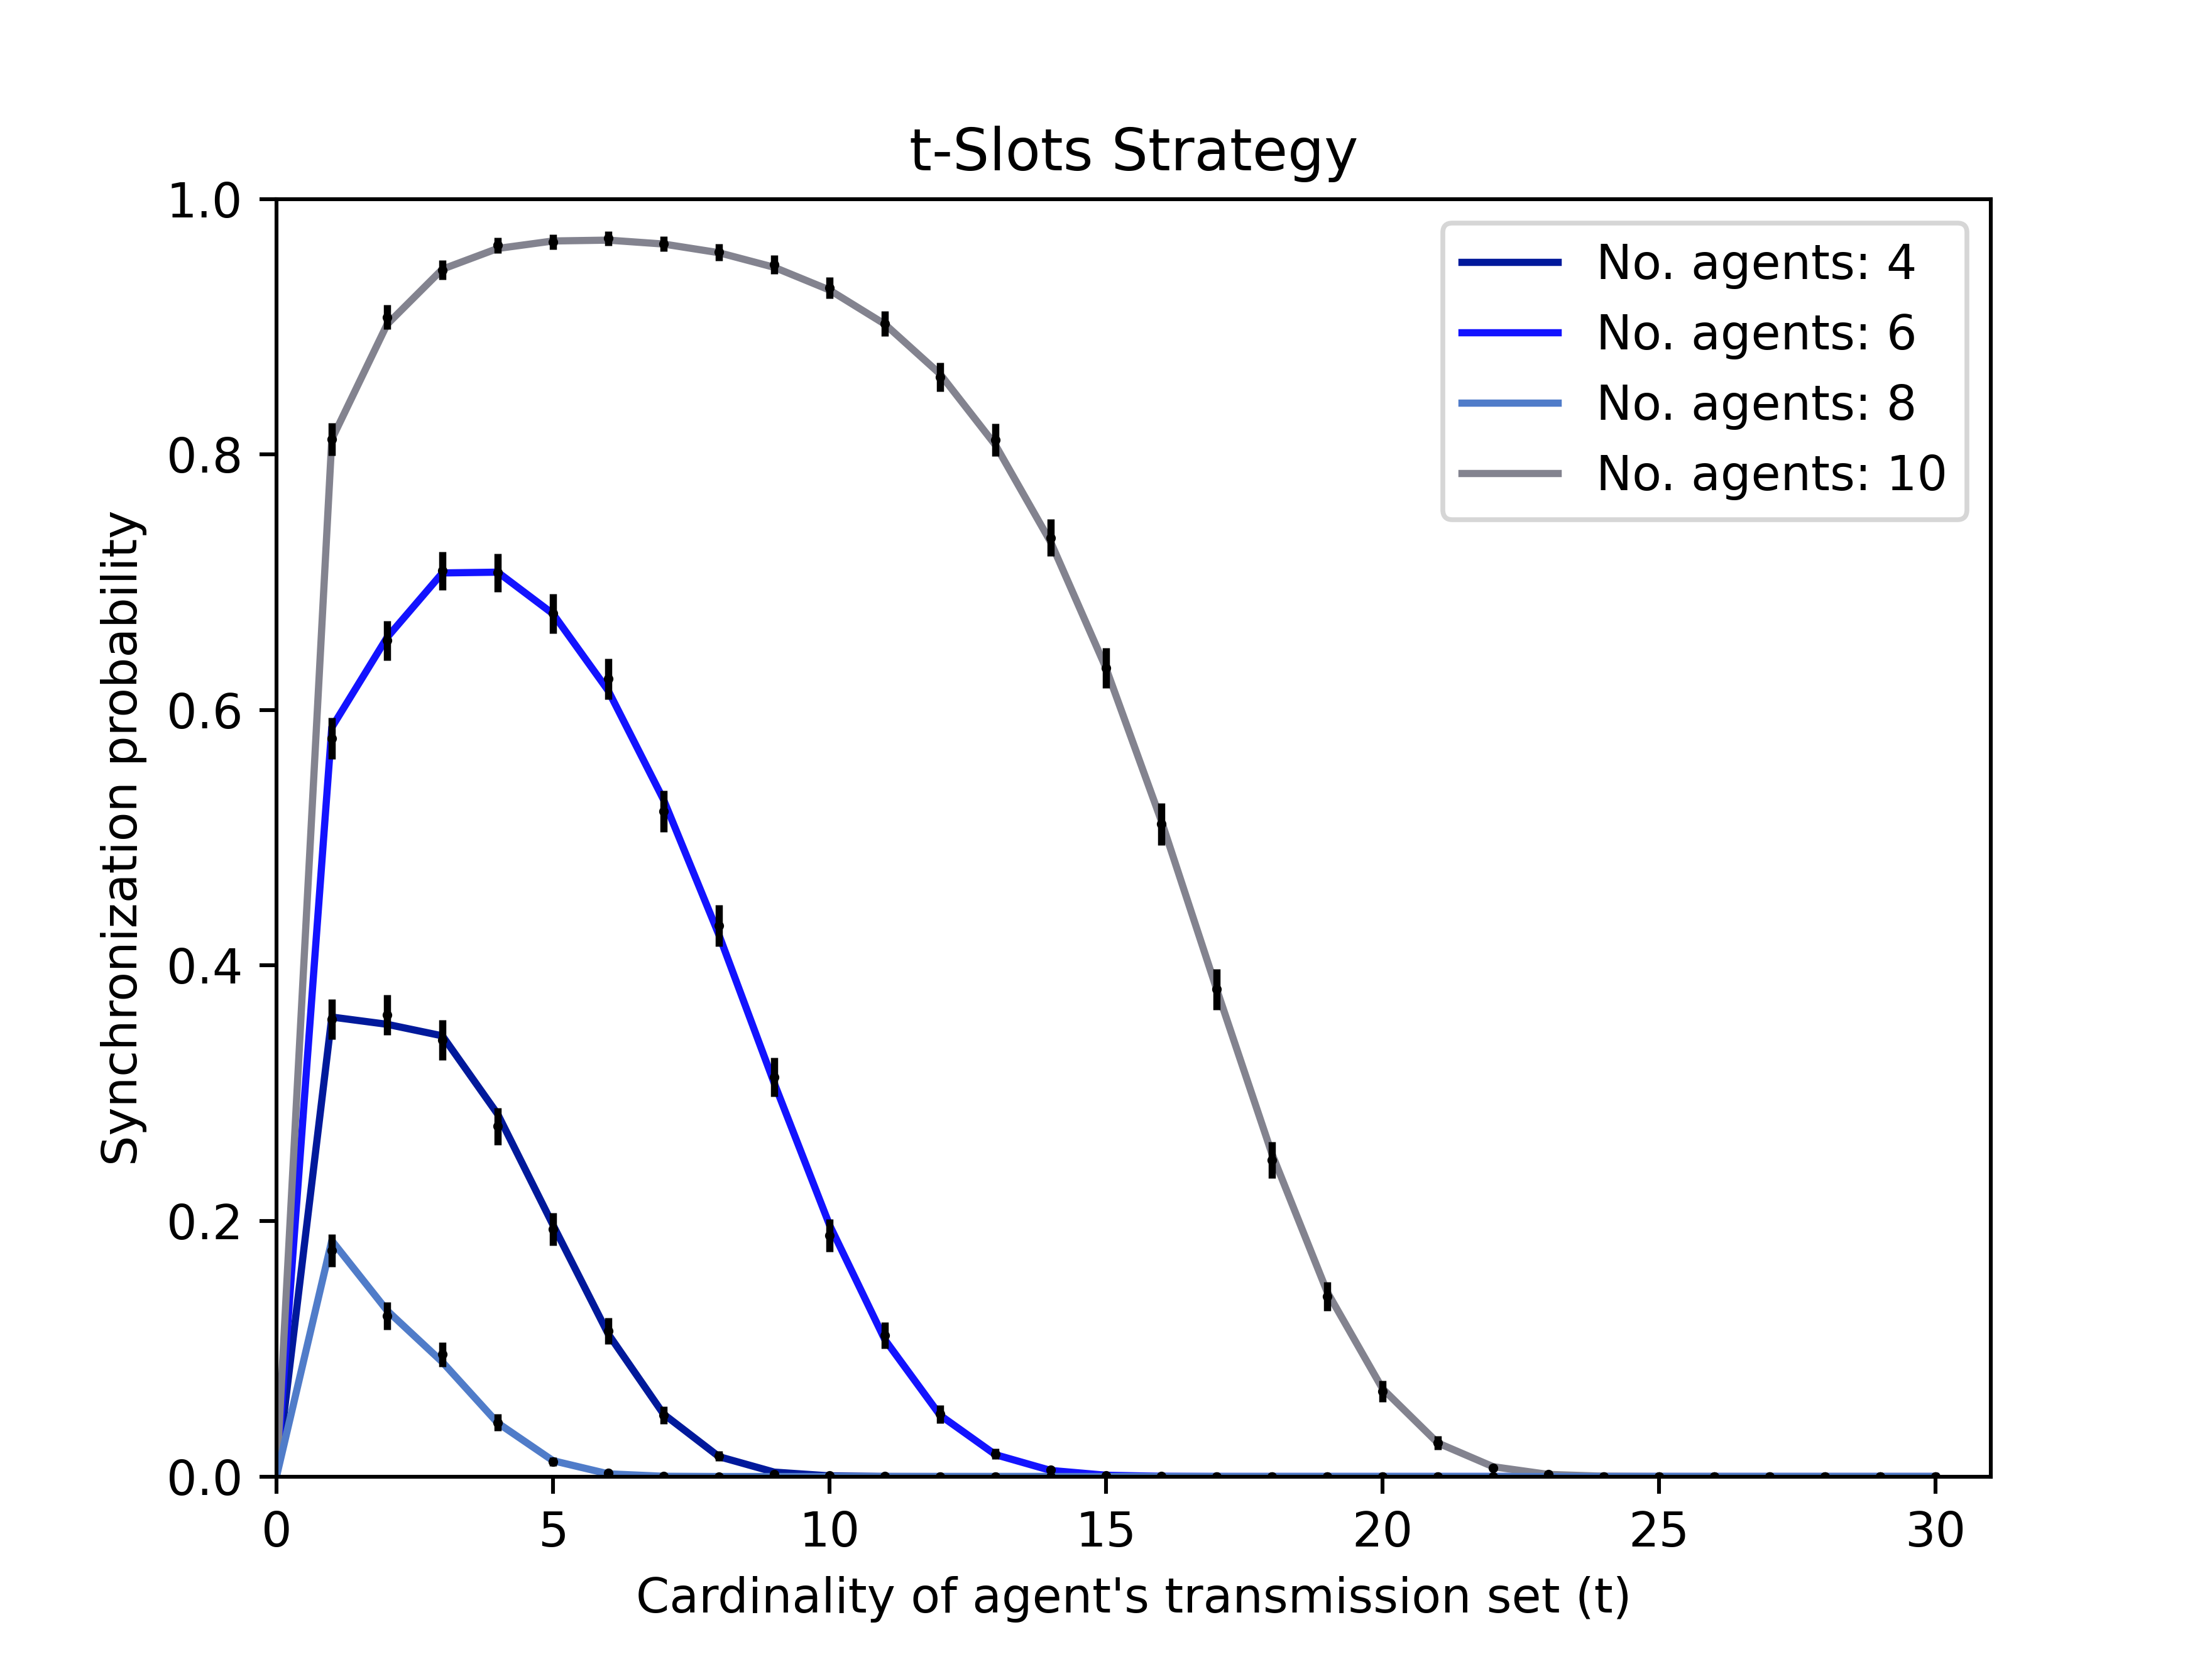 t-Slots Strategy
1.0
0.8
0.6
0.4
0.2
0.0
Synchronization probability
No. agents: 4
No. agents: 6
No. agents: 8
No. agents: 10
0 5 10 15 20 25 30
Cardinality of agent's transmission set (t)